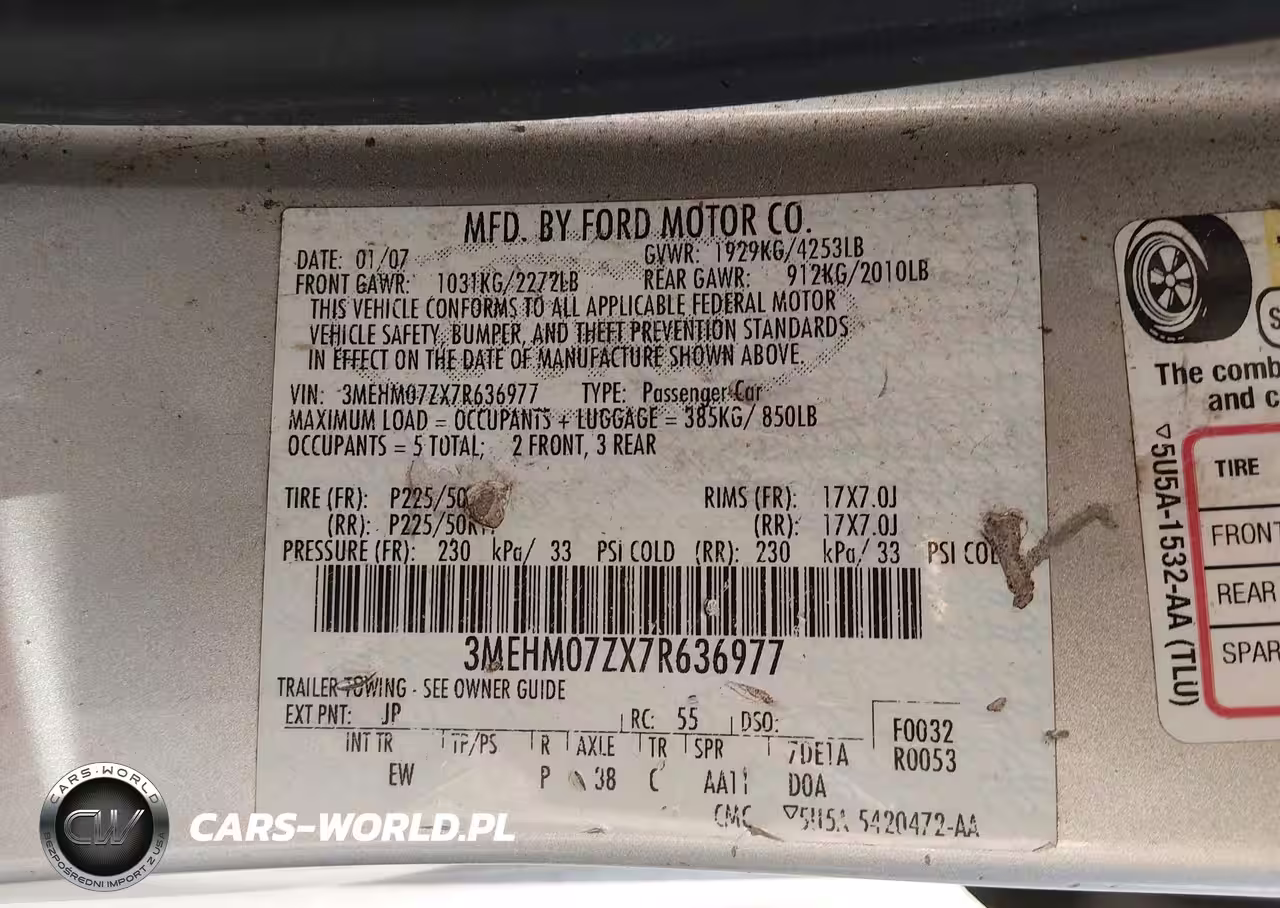 MFD. BY FORD MOTOR CO.
DATE: 01/07 GVWR: 1929KG/4253LB
FRONT GAWR: 1031KG/2272LB REAR GAWR: 912KG/2010LB
THIS VEHICLE CONFORMS TO ALL APPLICABLE FEDERAL MOTOR
VEHICLE SAFETY, BUMPER, AND THEFT PREVENTION STANDARDS
IN EFFECT ON THE DATE OF MANUFACTURE SHOWN ABOVE.
VIN: 3MEHM07ZX7R636977 TYPE: Passenger Car
MAXIMUM LOAD = OCCUPANTS + LUGGAGE = 385KG/ 850LB
OCCUPANTS = 5 TOTAL; 2 FRONT, 3 REAR
TIRE (FR): P225/50 RIMS (FR): 17X7.0J
(RR): P225/50R17 (RR): 17X7.0J
PRESSURE (FR): 230 kPa/ 33 PSI COLD (RR): 230 kPa/ 33 PSI COL
3MEHM07ZX7R636977
TRAILER TOWING - SEE OWNER GUIDE
EXT PNT: JP RC: 55 DSO:
F0032
R0053
INT TR TP/PS R AXLE TR SPR 7DE1A
EW P 38 C AA11 D0A
CMC ▽5U5A 5420472-AA
The comb
and c
TIRE
FRONT
REAR
SPAR
▽5U5A-1532-AA (TLU)
CARS-WORLD
CW
BEZPOŚREDNI IMPORT Z USA
CARS-WORLD.PL